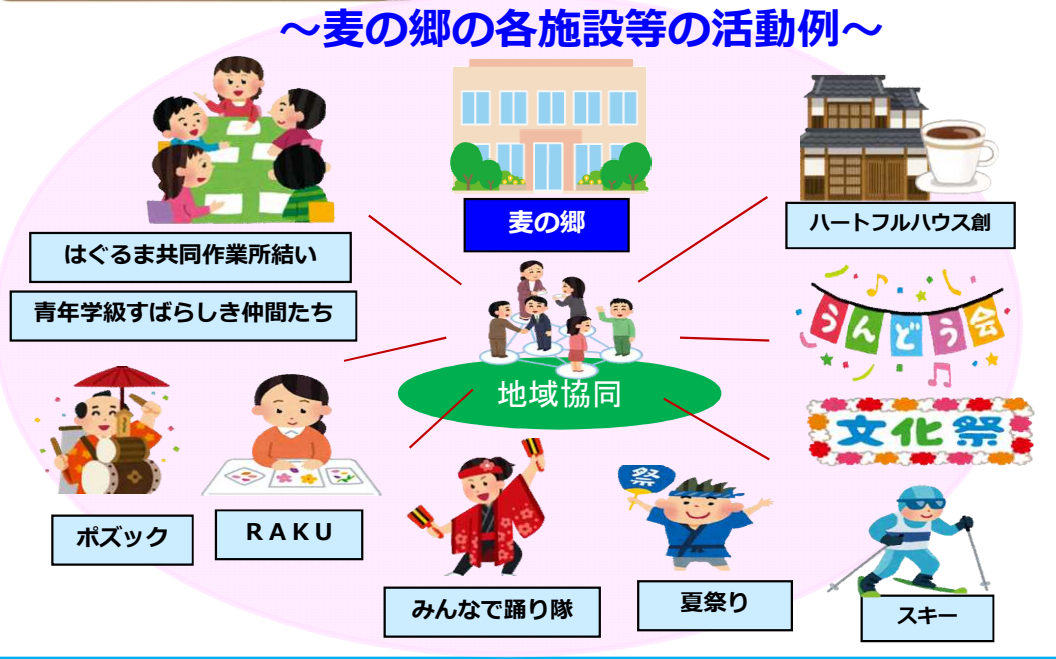 ～麦の郷の各施設等の活動例～
麦の郷
ハートフルハウス創
はぐるま共同作業所結い
青年学級すばらしき仲間たち
うんどう会
地域協同
文化祭
祭
ポズック
ＲＡＫＵ
みんなで踊り隊
夏祭り
スキー